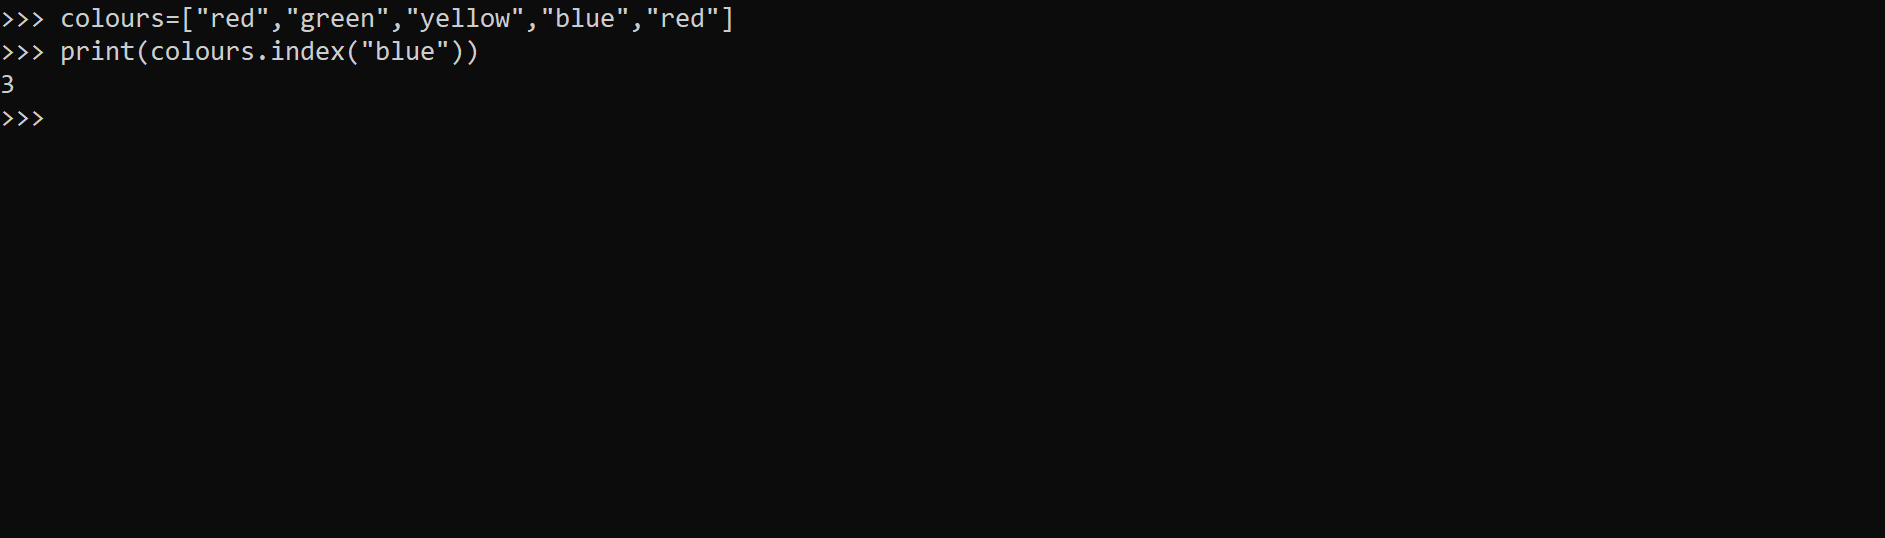 >>> colours=["red","green","yellow","blue","red"]
>>> print(colours.index("blue"))
3
>>>